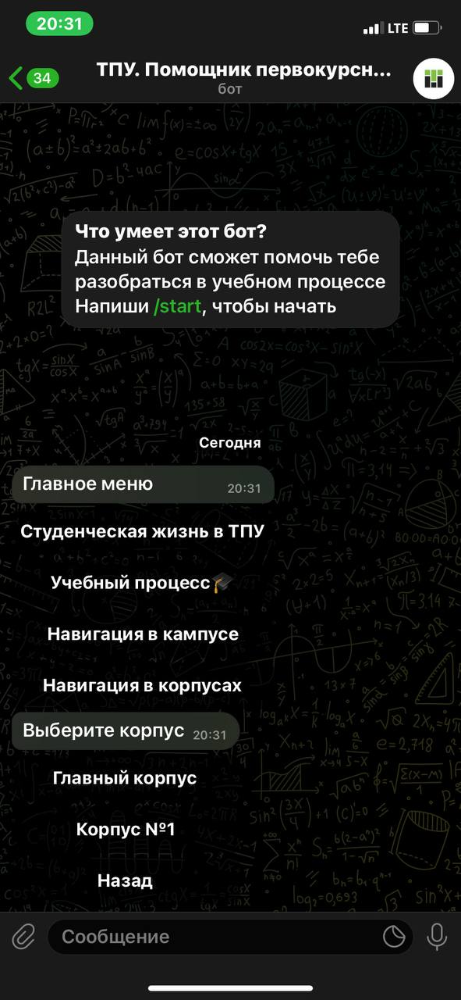 20:31
LTE
34
ТПУ. Помощник первокурсн...
бот
Что умеет этот бот?
Данный бот сможет помочь тебе
разобраться в учебном процессе
Напиши /start, чтобы начать
Сегодня
Главное меню 20:31
Студенческая жизнь в ТПУ
Учебный процесс🎓
Навигация в кампусе
Навигация в корпусах
Выберите корпус 20:31
Главный корпус
Корпус №1
Назад
Сообщение